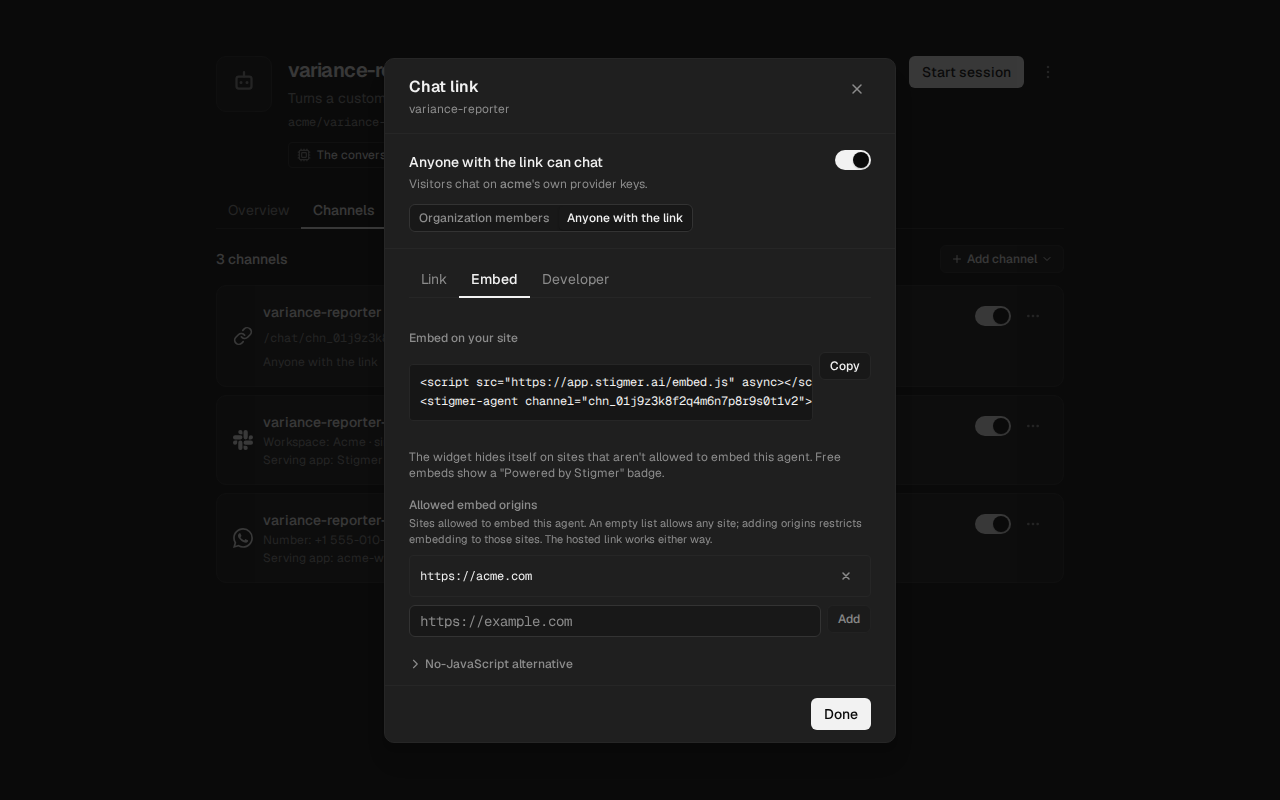 variance-r
Start session
Turns a custom
acme/variance-
The convers
Overview
Channels
3 channels
Add channel
variance-reporter
/chat/chn_01j9z3k8
Anyone with the link
variance-reporter-
Workspace: Acme · si
Serving app: Stigmer
variance-reporter-
Number: +1 555-010-
Serving app: acme-w
Chat link
variance-reporter
Anyone with the link can chat
Visitors chat on acme's own provider keys.
Organization members
Anyone with the link
Link
Embed
Developer
Embed on your site
Copy
<script src="https://app.stigmer.ai/embed.js" async></sc
<stigmer-agent channel="chn_01j9z3k8f2q4m6n7p8r9s0t1v2">
The widget hides itself on sites that aren't allowed to embed this agent. Free
embeds show a "Powered by Stigmer" badge.
Allowed embed origins
Sites allowed to embed this agent. An empty list allows any site; adding origins restricts
embedding to those sites. The hosted link works either way.
https://acme.com
https://example.com
Add
No-JavaScript alternative
Done